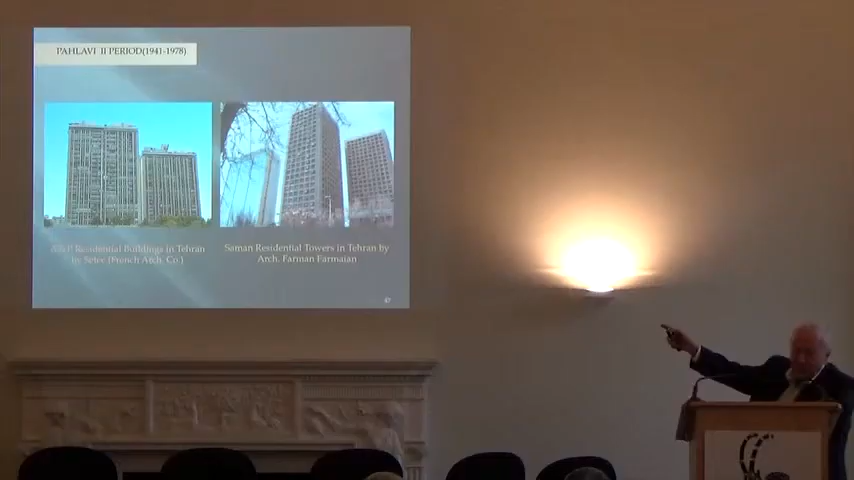 PAHLAVI II PERIOD(1941-1978)
Residential Buildings in Tehran
by Setec (French Arch. Co.)
Saman Residential Towers in Tehran by
Arch. Farman Farmaian